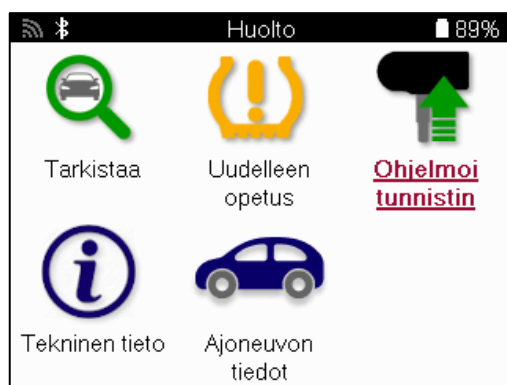 Huolto
89%
Tarkistaa
Uudelleen
opetus
Ohjelmoi
tunnistin
Tekninen tieto
Ajoneuvon
tiedot